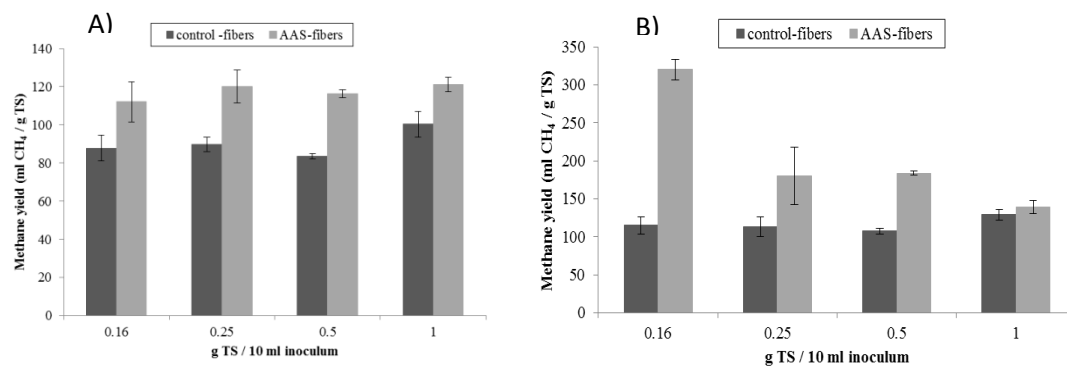 A)
control -fibers AAS-fibers
Methane yield (ml CH₄ / g TS)
140
120
100
80
60
40
20
0
0.16 0.25 0.5 1
g TS / 10 ml inoculum
B)
control-fibers AAS-fibers
Methane yield (ml CH₄ / g TS)
350
300
250
200
150
100
50
0
0.16 0.25 0.5 1
g TS / 10 ml inoculum